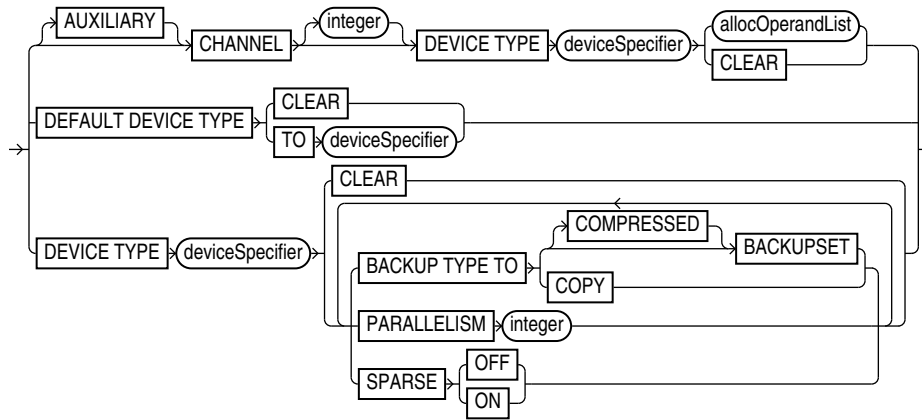 AUXILIARY
CHANNEL integer DEVICE TYPE deviceSpecifier allocOperandList
CLEAR
DEFAULT DEVICE TYPE CLEAR
TO deviceSpecifier
CLEAR
DEVICE TYPE deviceSpecifier
BACKUP TYPE TO COMPRESSED BACKUPSET
COPY
PARALLELISM integer
SPARSE OFF
ON